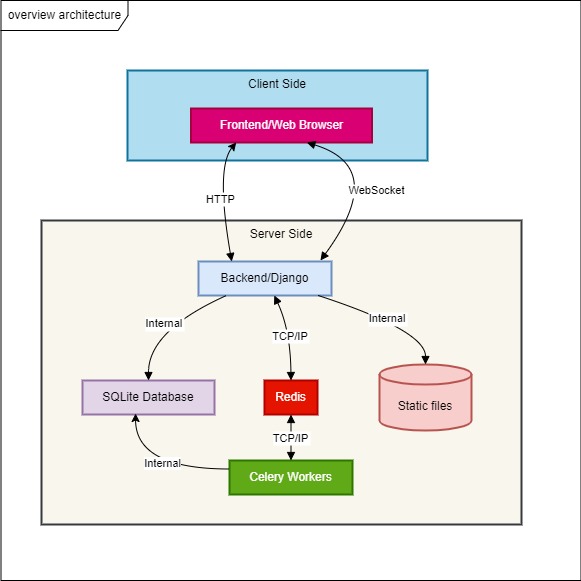 overview architecture
Client Side
Frontend/Web Browser
HTTP
WebSocket
Server Side
Backend/Django
Internal
TCP/IP
Internal
SQLite Database
Redis
Static files
TCP/IP
Internal
Celery Workers